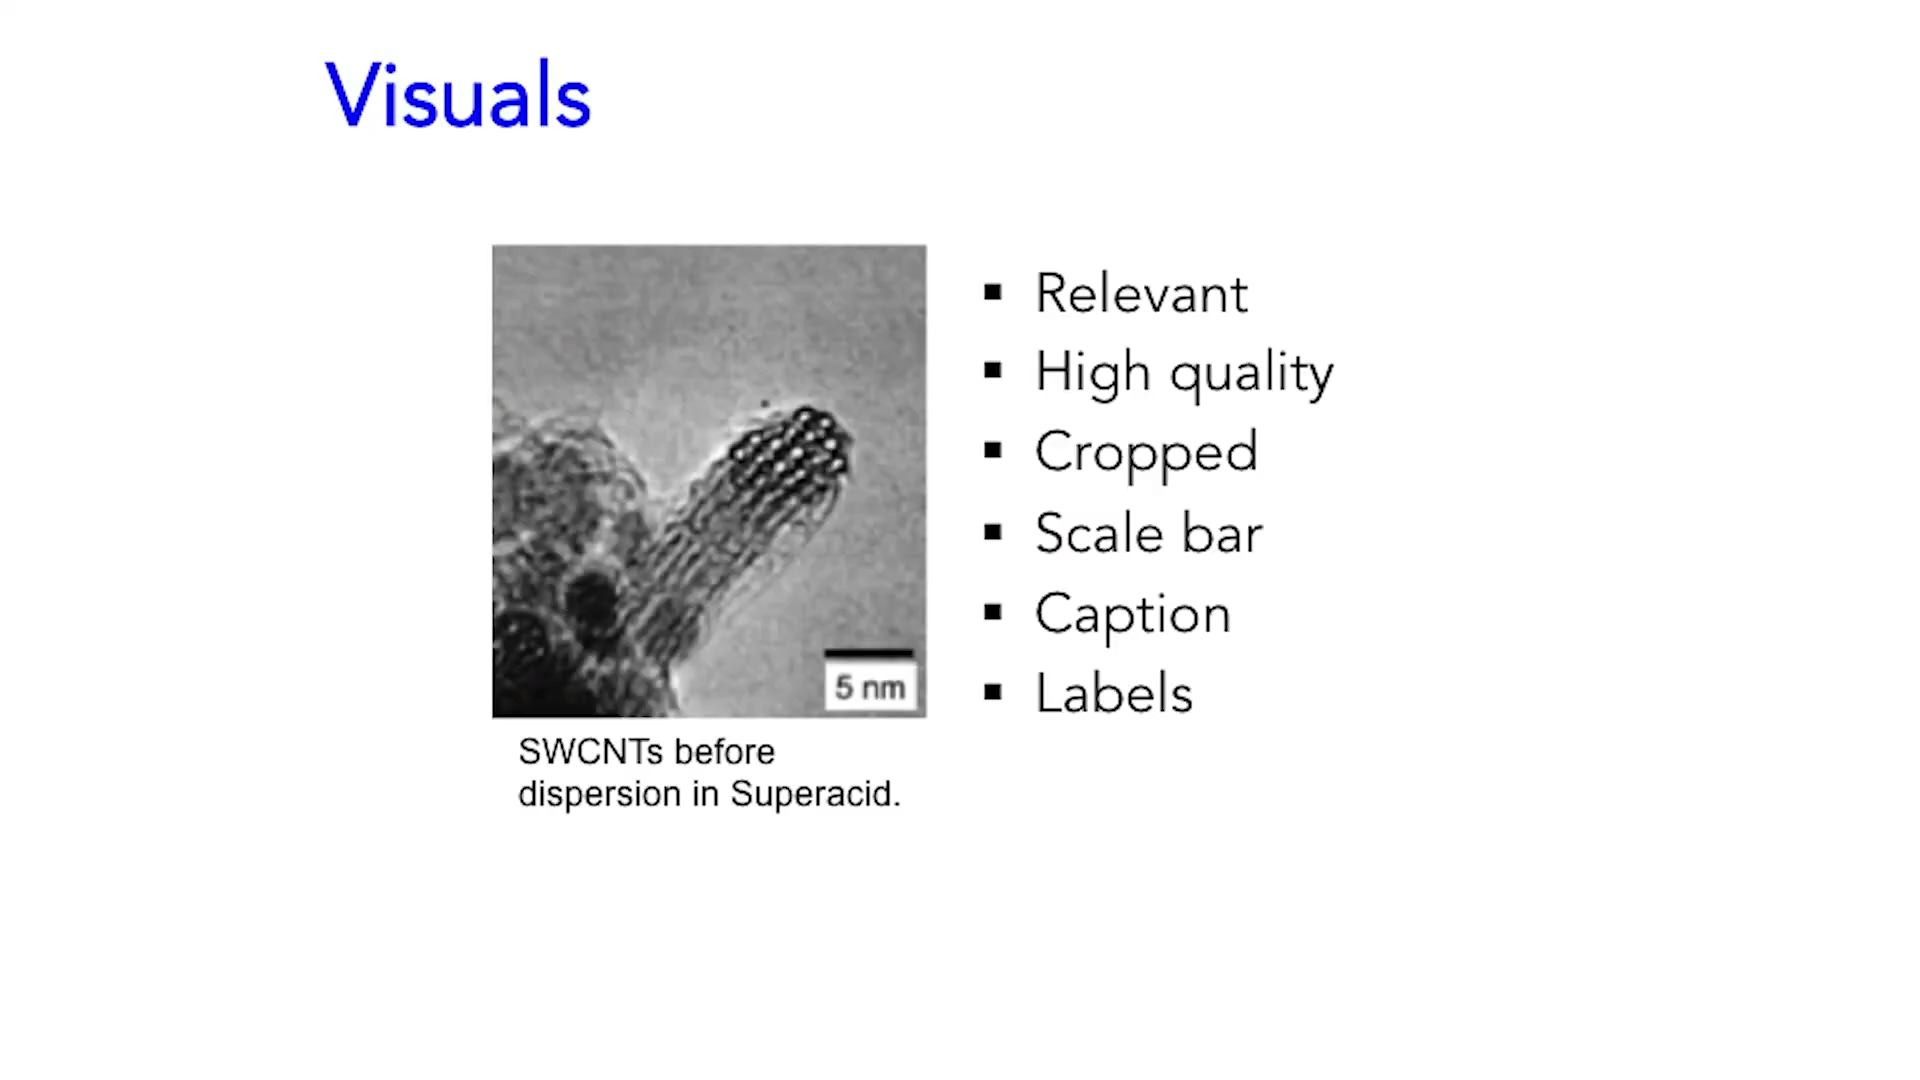 Visuals
Relevant
High quality
Cropped
Scale bar
Caption
Labels
5 nm
SWCNTs before
dispersion in Superacid.